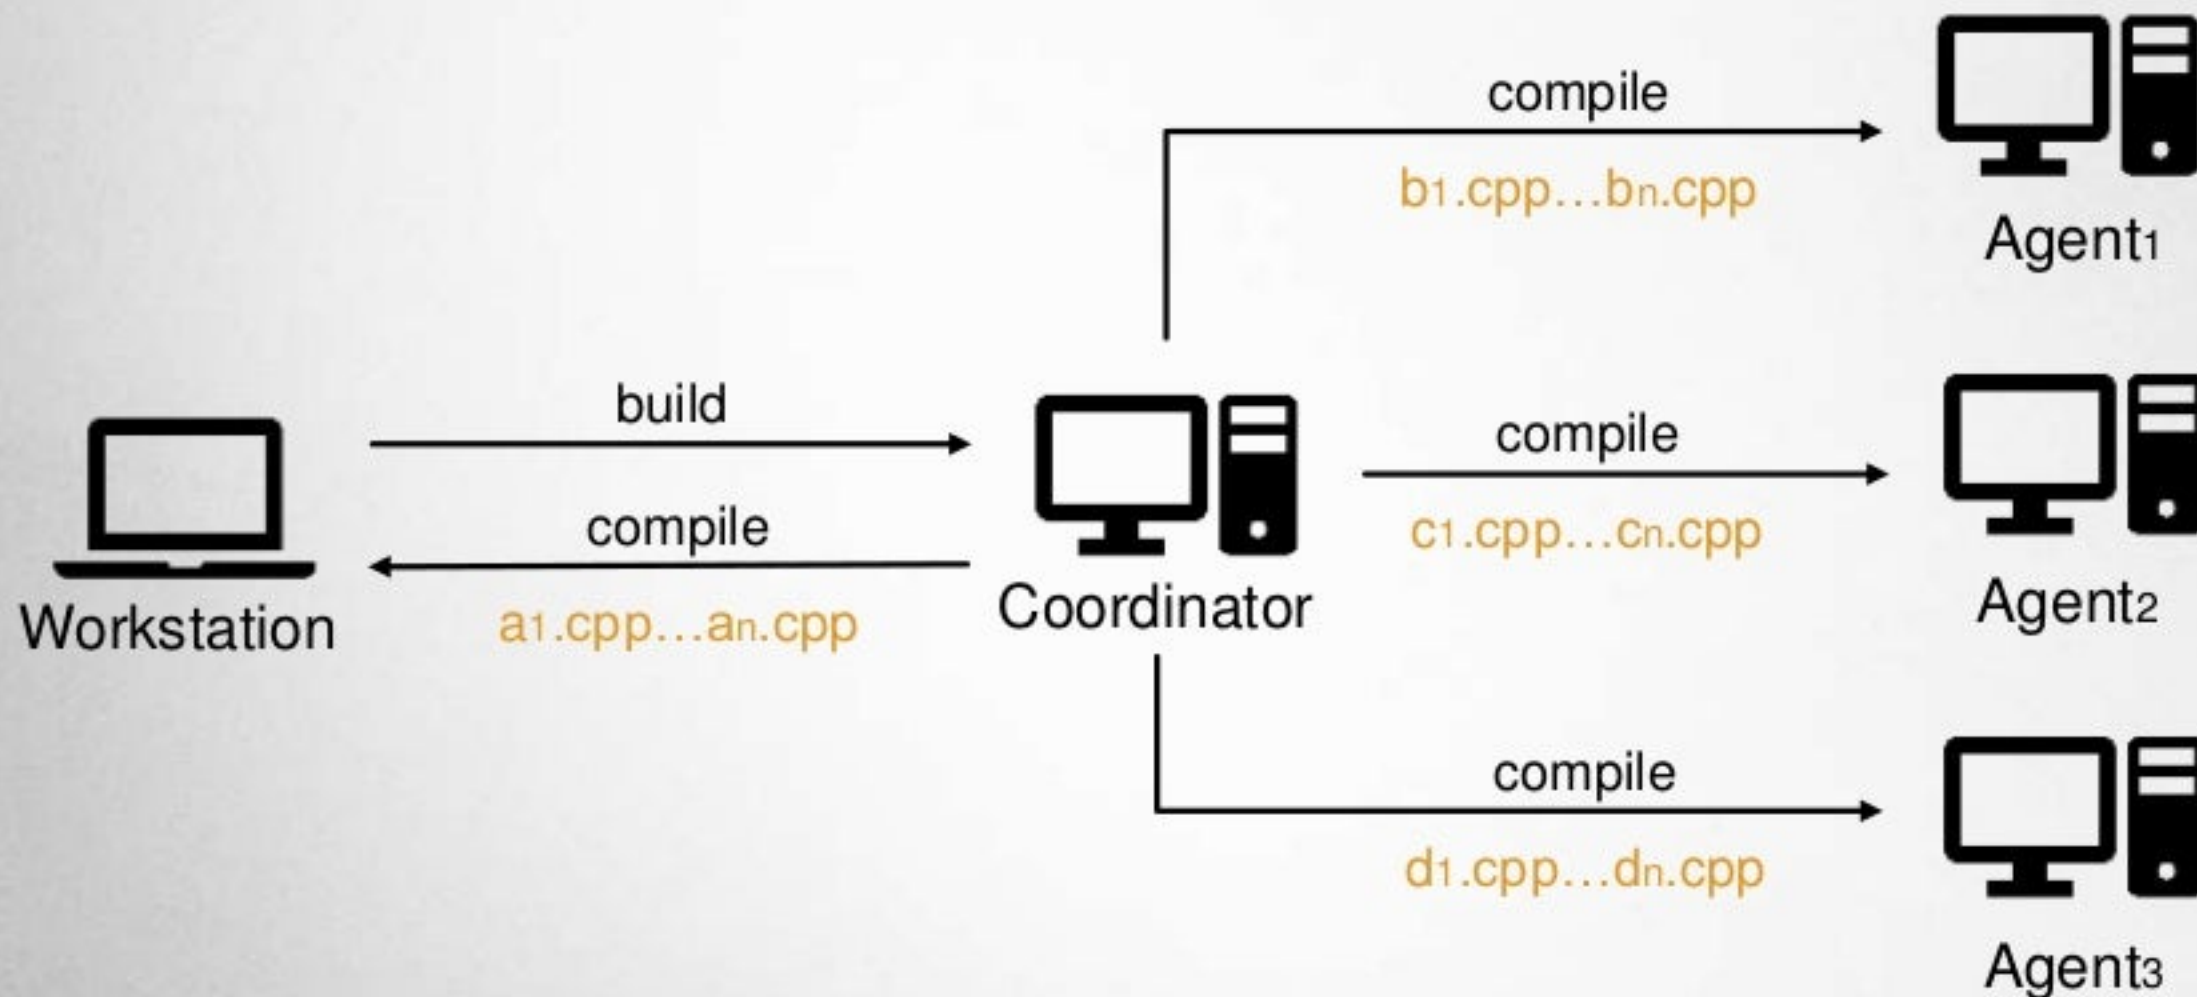 compile
b1.cpp...bn.cpp
Agent1
build
compile
a1.cpp...an.cpp
Workstation
Coordinator
compile
c1.cpp...cn.cpp
Agent2
compile
d1.cpp...dn.cpp
Agent3